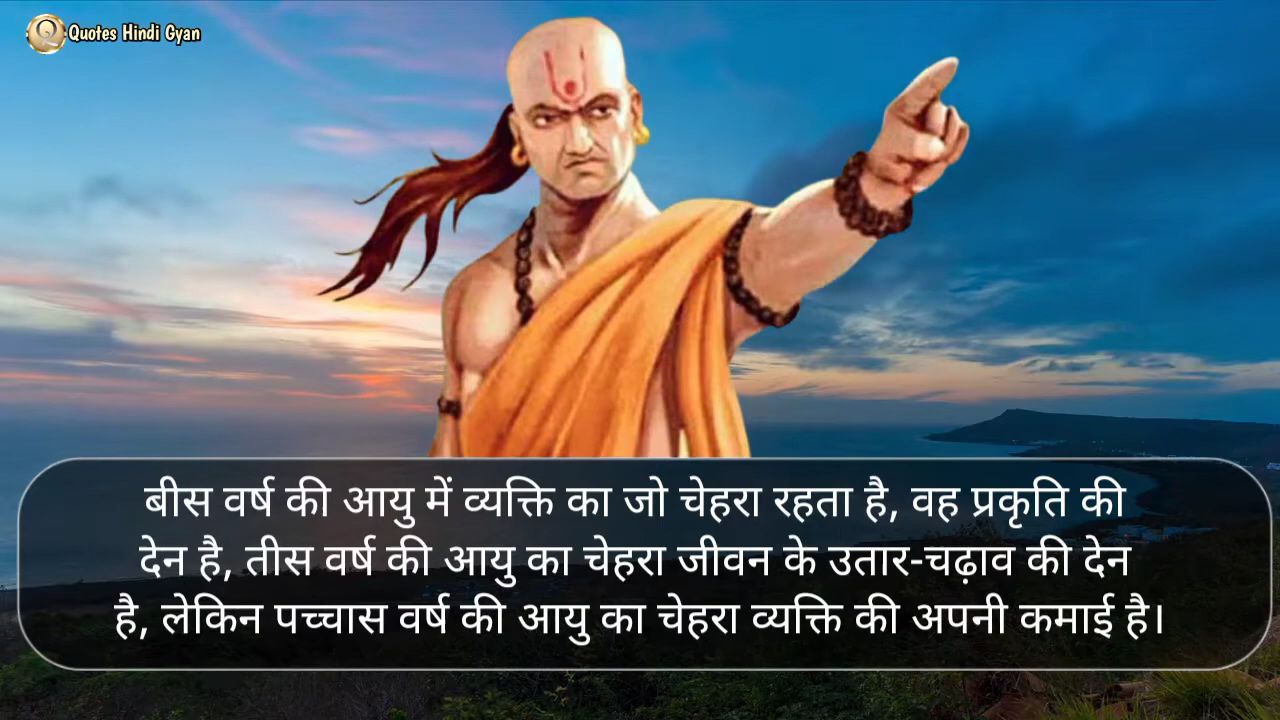 Quotes Hindi Gyan
बीस वर्ष की आयु में व्यक्ति का जो चेहरा रहता है, वह प्रकृति की
देन है, तीस वर्ष की आयु का चेहरा जीवन के उतार-चढ़ाव की देन
है, लेकिन पच्चास वर्ष की आयु का चेहरा व्यक्ति की अपनी कमाई है।